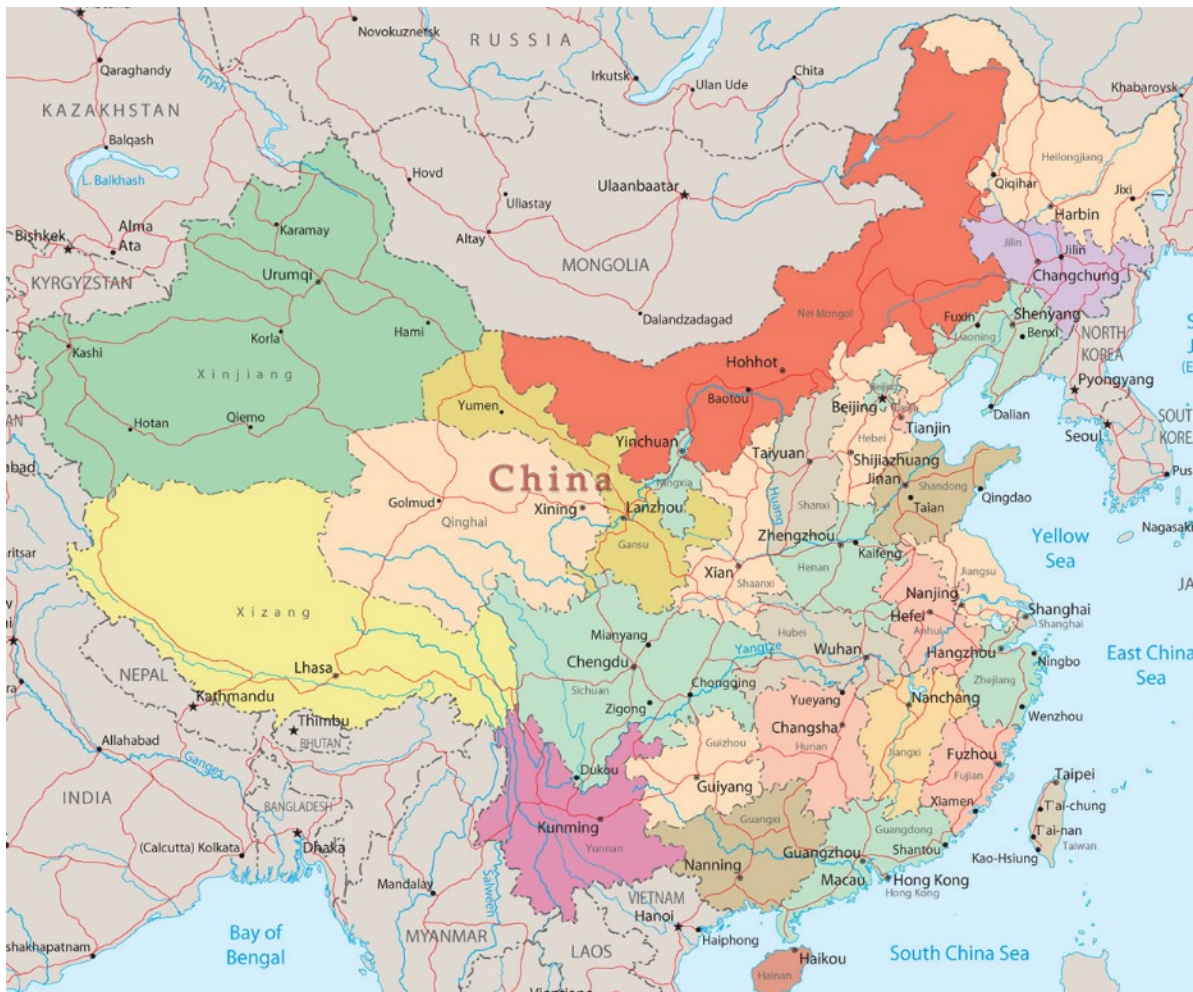 Novokuznetsk
RUSSIA
Qaraghandy
Irtysh
Irkutsk
Ulan Ude
Chita
Khabarovsk
KAZAKHSTAN
Balqash
L. Balkhash
Hovd
Uliastay
Ulaanbaatar
Heilongjiang
Qiqihar
Jixi
Harbin
Bishkek
Alma
Ata
Karamay
Altay
MONGOLIA
Jilin
Jilin
Changchung
KYRGYZSTAN
Urumqi
Dalandzadagad
Nei Mongol
Fuxin
Shenyang
Liaoning
Benxi
NORTH
KOREA
Kashi
Korla
Hami
Xinjiang
Hohhot
Baotou
Beijing
Beijing
Tianjin
Tianjin
Pyongyang
Dalian
Seoul
SOUTH
KORE
Hotan
Qiemo
Yumen
Yinchuan
Ningxia
Taiyuan
Hebei
Shijiazhuang
Jinan
Shandong
Taian
Qingdao
Pus
Nagasaki
China
Golmud
Qinghai
Xining
Lanzhou
Gansu
Huang
Shanxi
Zhengzhou
Kaifeng
Henan
Yellow
Sea
JA
Xian
Shaanxi
Jiangsu
Nanjing
Hefei
Anhui
Shanghai
Shanghai
Xizang
Lhasa
Mianyang
Chengdu
Sichuan
Zigong
Chongqing
Yangtze
Hubei
Wuhan
Hangzhou
Ningbo
Zhejiang
East China
Sea
NEPAL
Kathmandu
Thimbu
BHUTAN
Yueyang
Changsha
Hunan
Nanchang
Jiangxi
Wenzhou
Allahabad
Ganges
Dukou
Guizhou
Guiyang
Fuzhou
Fujian
Xiamen
Taipei
T`ai-chung
T`ai-nan
Taiwan
Kao-Hsiung
INDIA
BANGLADESH
Dhaka
(Calcutta) Kolkata
Kunming
Yunnan
Guangxi
Nanning
Guangdong
Guangzhou
Shantou
Macau
Hong Kong
Hong Kong
Mandalay
Salween
VIETNAM
Hanoi
Haiphong
shakhapatnam
Bay of
Bengal
MYANMAR
LAOS
Haikou
Hainan
South China Sea